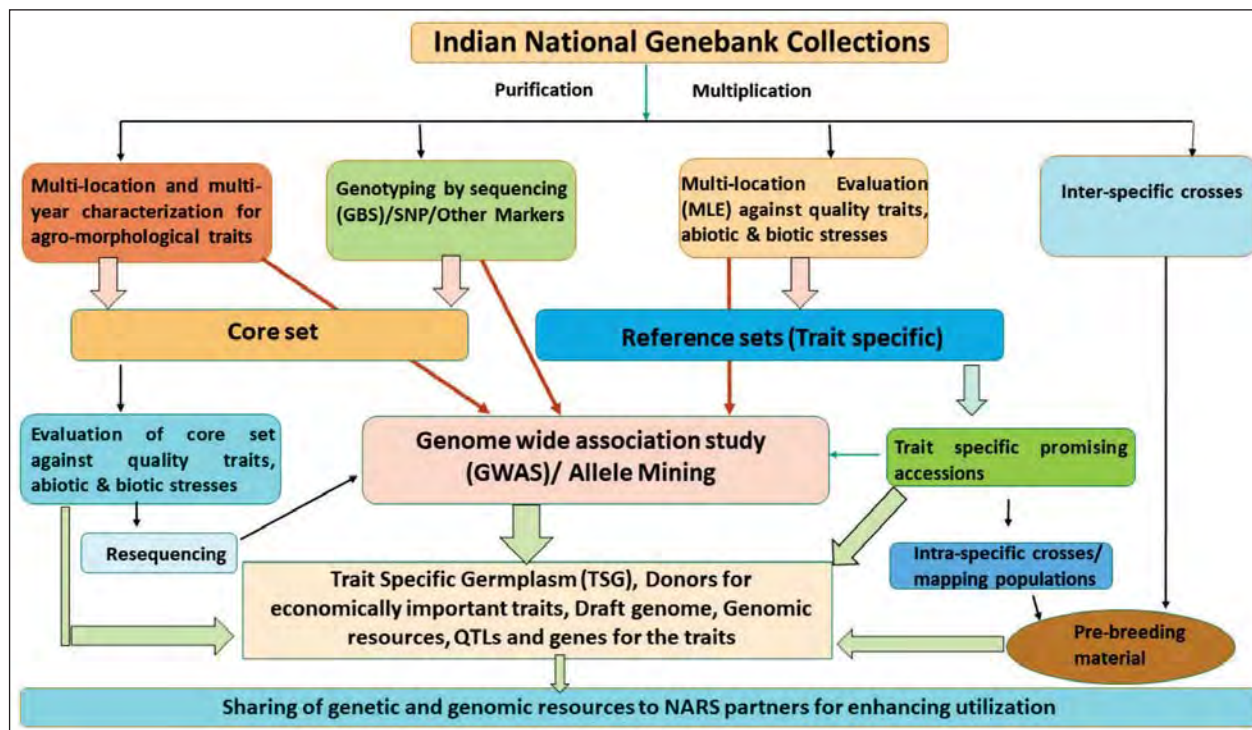 Indian National Genebank Collections
Purification
Multiplication
Multi-location and multi-
year characterization for
agro-morphological traits
Genotyping by sequencing
(GBS)/SNP/Other Markers
Multi-location Evaluation
(MLE) against quality traits,
abiotic & biotic stresses
Inter-specific crosses
Core set
Reference sets (Trait specific)
Evaluation of core set
against quality traits,
abiotic & biotic stresses
Genome wide association study
(GWAS)/ Allele Mining
Trait specific promising
accessions
Resequencing
Intra-specific crosses/
mapping populations
Trait Specific Germplasm (TSG), Donors for
economically important traits, Draft genome, Genomic
resources, QTLs and genes for the traits
Pre-breeding
material
Sharing of genetic and genomic resources to NARS partners for enhancing utilization